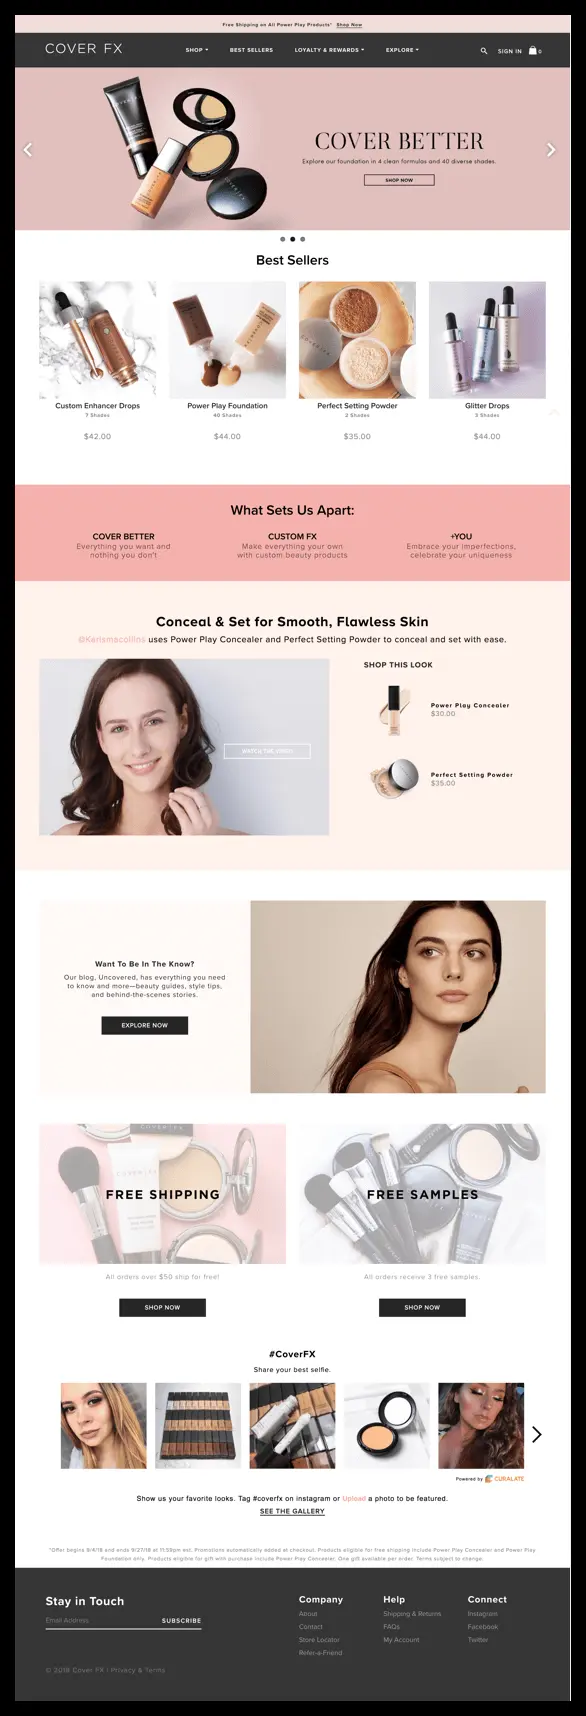 Free Shipping on All Power Play Products* Shop Now
COVER FX
SHOP
BEST SELLERS
LOYALTY & REWARDS
EXPLORE
SIGN IN
0
COVER BETTER
Explore our foundation in 4 clean formulas and 40 diverse shades.
SHOP NOW
Best Sellers
Custom Enhancer Drops
7 Shades
$42.00
Power Play Foundation
40 Shades
$44.00
Perfect Setting Powder
2 Shades
$35.00
Glitter Drops
3 Shades
$44.00
What Sets Us Apart:
COVER BETTER
Everything you want and
nothing you don't
CUSTOM FX
Make everything your own
with custom beauty products
+YOU
Embrace your imperfections,
celebrate your uniqueness
Conceal & Set for Smooth, Flawless Skin
@Karismacollins uses Power Play Concealer and Perfect Setting Powder to conceal and set with ease.
WATCH THE VIDEO
SHOP THIS LOOK
Power Play Concealer
$30.00
Perfect Setting Powder
$35.00
Want To Be In The Know?
Our blog, Uncovered, has everything you need
to know and more—beauty guides, style tips,
and behind-the-scenes stories.
EXPLORE NOW
FREE SHIPPING
All orders over $50 ship for free!
SHOP NOW
FREE SAMPLES
All orders receive 3 free samples.
SHOP NOW
#CoverFX
Share your best selfie.
Powered by CURALATE
Show us your favorite looks. Tag #coverfx on instagram or Upload a photo to be featured.
SEE THE GALLERY
*Offer begins 9/4/18 and ends 9/27/18 at 11:59pm est. Promotions automatically added at checkout. Products eligible for free shipping include Power Play Concealer and Power Play
Foundation only. Products eligible for gift with purchase include Power Play Concealer. One gift available per order. Terms subject to change.
Stay in Touch
Email Address
SUBSCRIBE
Company
About
Contact
Store Locator
Refer-a-Friend
Help
Shipping & Returns
FAQs
My Account
Connect
Instagram
Facebook
Twitter
© 2018 Cover FX | Privacy & Terms